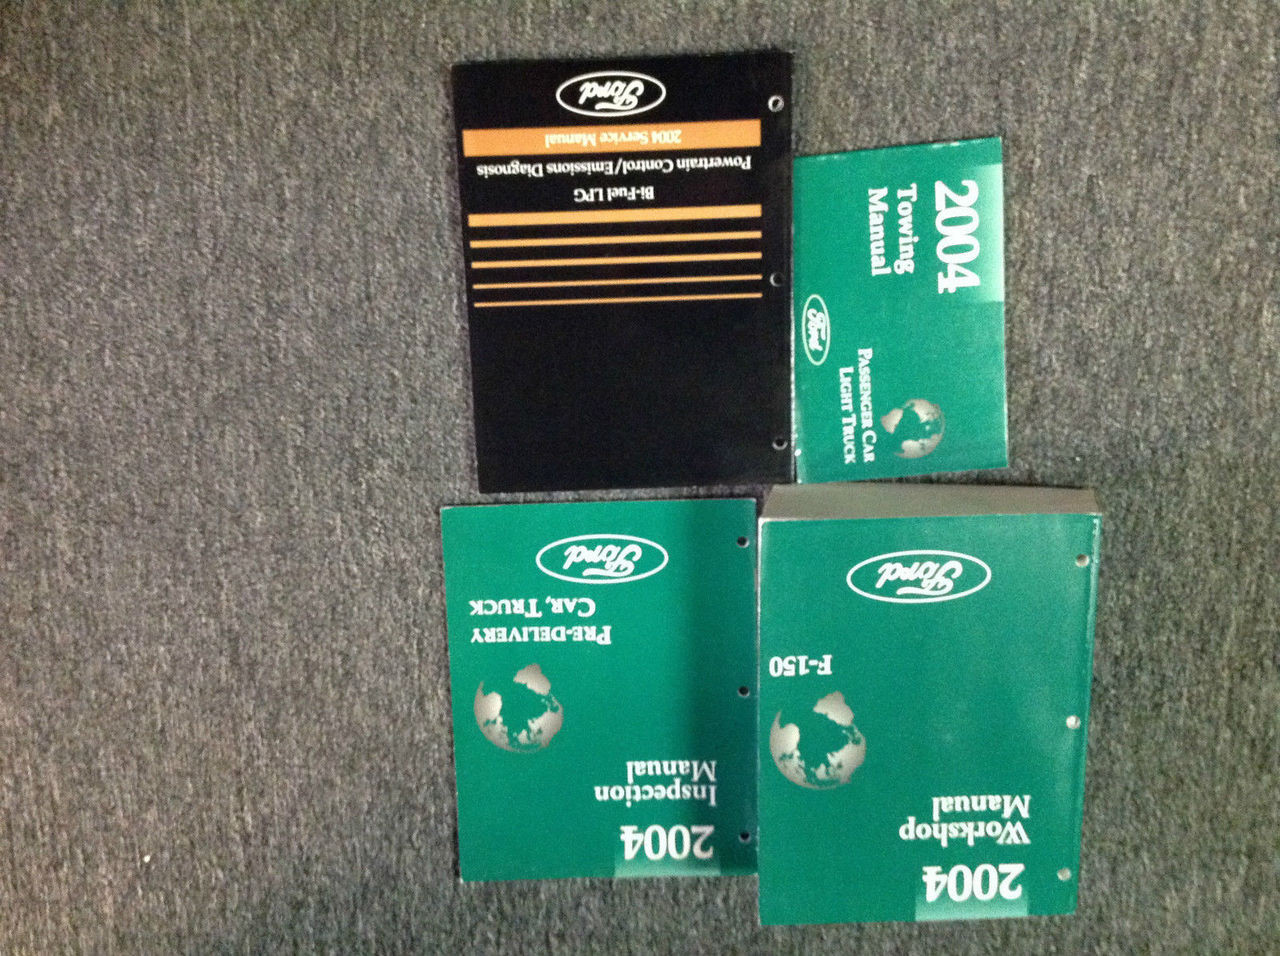 Ford
2004 Service Manual
Powertrain Control/Emissions Diagnosis
Bi-Fuel LPG
2004
Towing
Manual
Ford
PASSENGER CAR
LIGHT TRUCK
2004
Inspection
Manual
PRE-DELIVERY
CAR, TRUCK
Ford
2004
Workshop
Manual
F-150
Ford